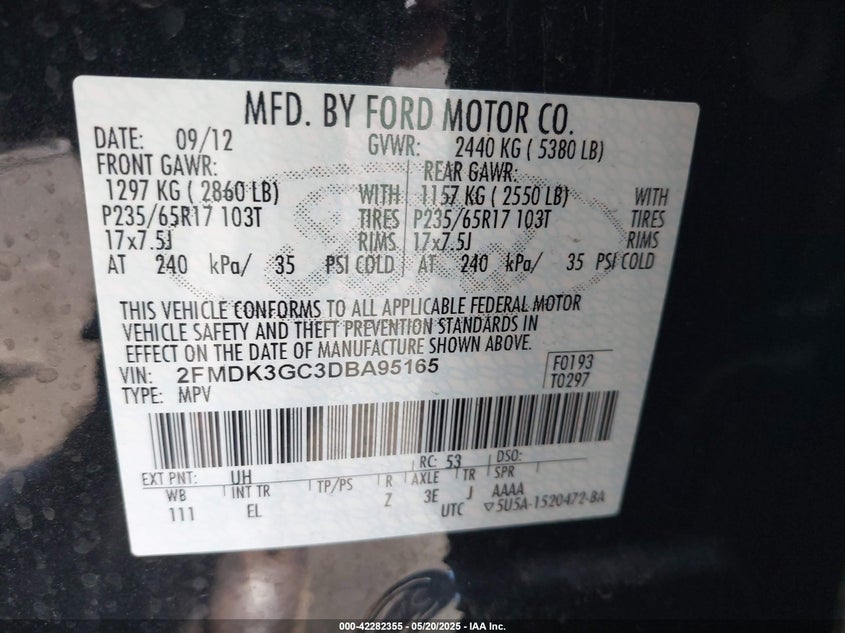 MFD. BY FORD MOTOR CO.
DATE: 09/12 GVWR: 2440 KG ( 5380 LB)
FRONT GAWR: REAR GAWR:
1297 KG ( 2860 LB) WITH 1157 KG ( 2550 LB) WITH
P235/65R17 103T TIRES P235/65R17 103T TIRES
17x7.5J RIMS 17x7.5J RIMS
AT 240 kPa/ 35 PSI COLD AT 240 kPa/ 35 PSI COLD
THIS VEHICLE CONFORMS TO ALL APPLICABLE FEDERAL MOTOR
VEHICLE SAFETY AND THEFT PREVENTION STANDARDS IN
EFFECT ON THE DATE OF MANUFACTURE SHOWN ABOVE.
VIN: 2FMDK3GC3DBA95165 F0193
TYPE: MPV T0297
EXT PNT: UH RC: 53 DSO:
WB INT TR TP/PS R AXLE TR SPR
111 EL Z 3E J AAAA
UTC ▽5U5A-1520472-BA
000-42282355 — 05/20/2025 - IAA Inc.